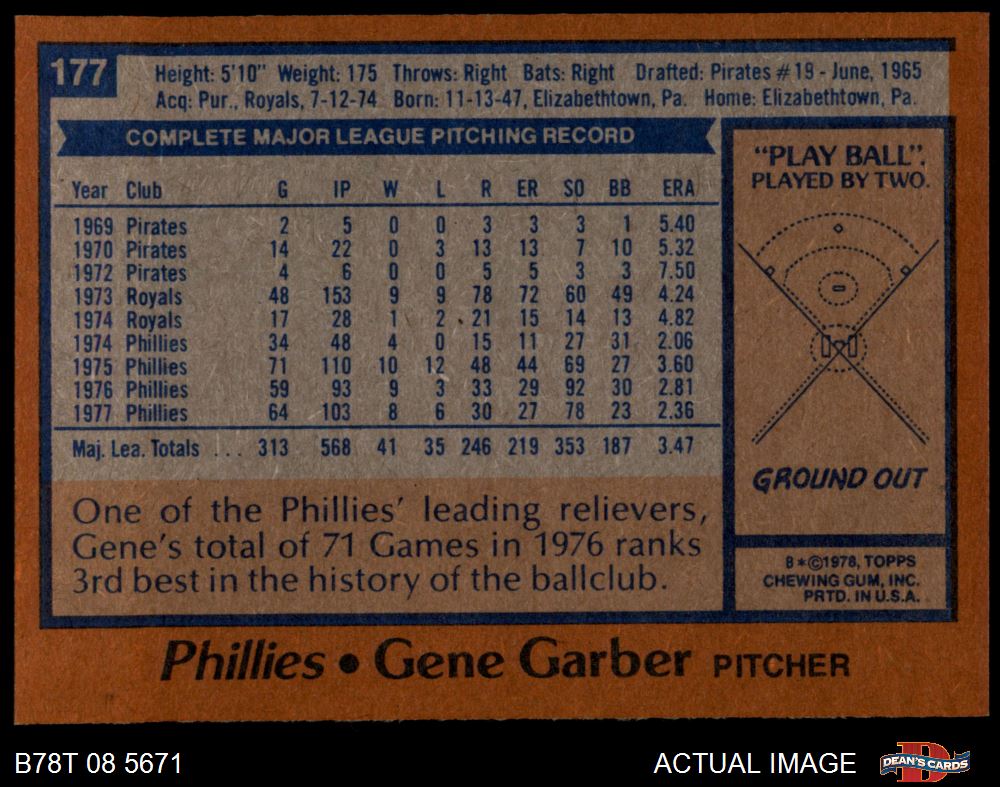 177
Height: 5'10" Weight: 175 Throws: Right Bats: Right Drafted: Pirates #19 - June, 1965
Acq: Pur., Royals, 7-12-74 Born: 11-13-47, Elizabethtown, Pa. Home: Elizabethtown, Pa.
COMPLETE MAJOR LEAGUE PITCHING RECORD
Year Club G IP W L R ER SO BB ERA
1969 Pirates 2 5 0 0 3 3 3 1 5.40
1970 Pirates 14 22 0 3 13 13 7 10 5.32
1972 Pirates 4 6 0 0 5 5 3 3 7.50
1973 Royals 48 153 9 9 78 72 60 49 4.24
1974 Royals 17 28 1 2 21 15 14 13 4.82
1974 Phillies 34 48 4 0 15 11 27 31 2.06
1975 Phillies 71 110 10 12 48 44 69 27 3.60
1976 Phillies 59 93 9 3 33 29 92 30 2.81
1977 Phillies 64 103 8 6 30 27 78 23 2.36
Maj. Lea. Totals ... 313 568 41 35 246 219 353 187 3.47
One of the Phillies' leading relievers,
Gene's total of 71 Games in 1976 ranks
3rd best in the history of the ballclub.
"PLAY BALL".
PLAYED BY TWO.
GROUND OUT
B*©1978, TOPPS
CHEWING GUM, INC.
PRTD. IN U.S.A.
Phillies • Gene Garber PITCHER
B78T 08 5671
ACTUAL IMAGE
DEAN'S CARDS